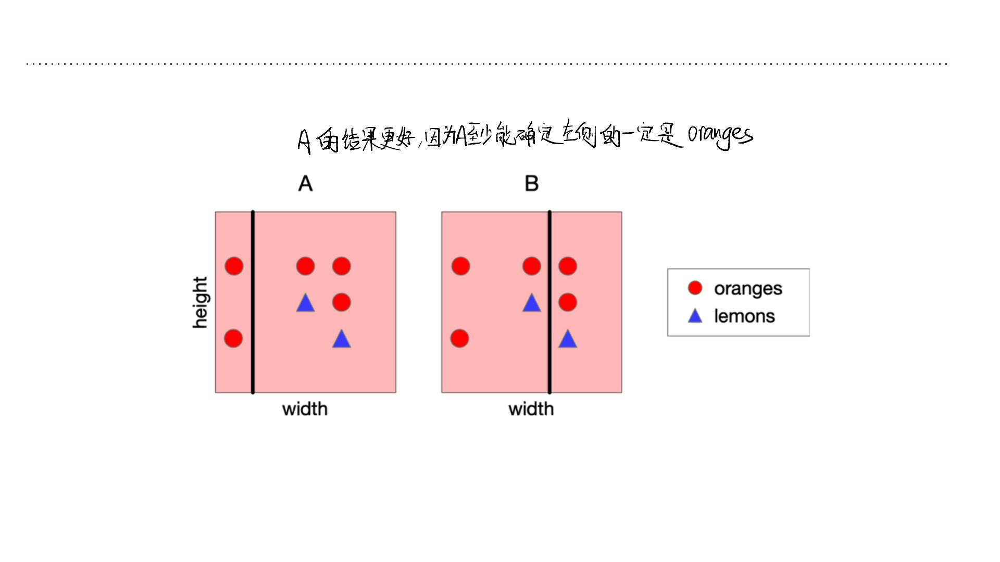 A的结果更好,因为A至少能确定左侧的一定是 oranges
A
B
height
oranges
lemons
width
width